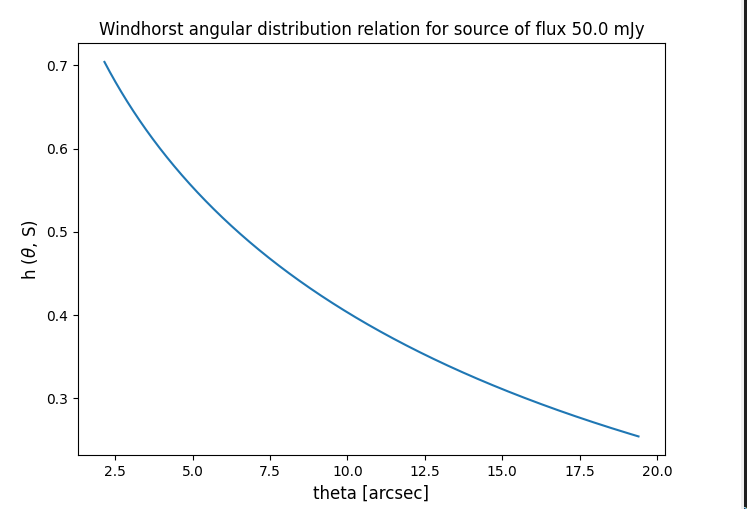 Windhorst angular distribution relation for source of flux 50.0 mJy
0.7
0.6
0.5
0.4
0.3
h (θ, S)
2.5 5.0 7.5 10.0 12.5 15.0 17.5 20.0
theta [arcsec]